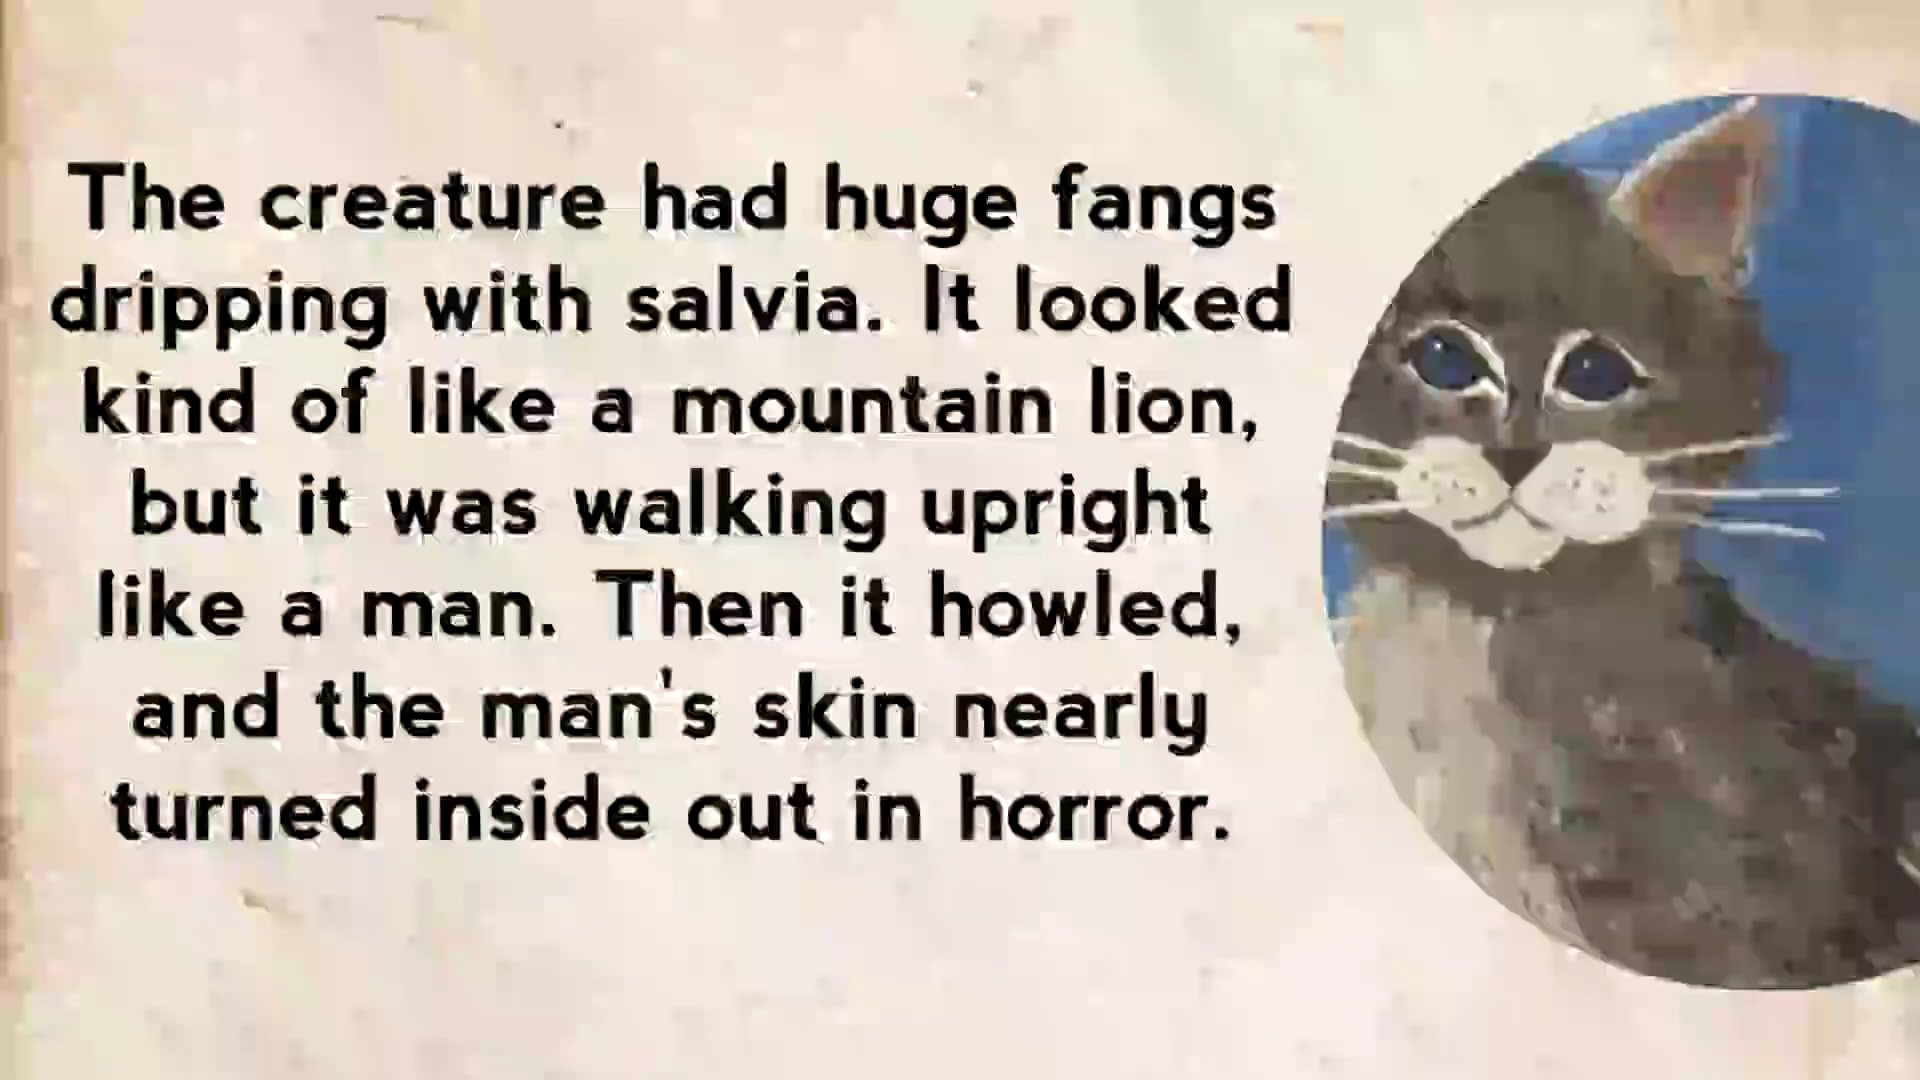 The creature had huge fangs
dripping with salvia. It looked
kind of like a mountain lion,
but it was walking upright
like a man. Then it howled,
and the man's skin nearly
turned inside out in horror.